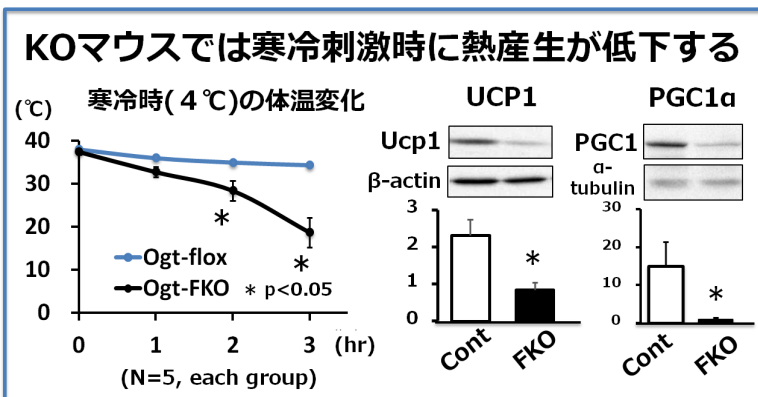 KOマウスでは寒冷刺激時に熱産生が低下する
(℃)
寒冷時(４℃)の体温変化
40
30
20
10
0
*
*
Ogt-flox
Ogt-FKO
* p<0.05
0
1
2
3
(hr)
(N=5, each group)
UCP1
Ucp1
β-actin
3
2
1
0
*
Cont
FKO
PGC1α
PGC1
α-
tubulin
30
20
10
0
*
Cont
FKO